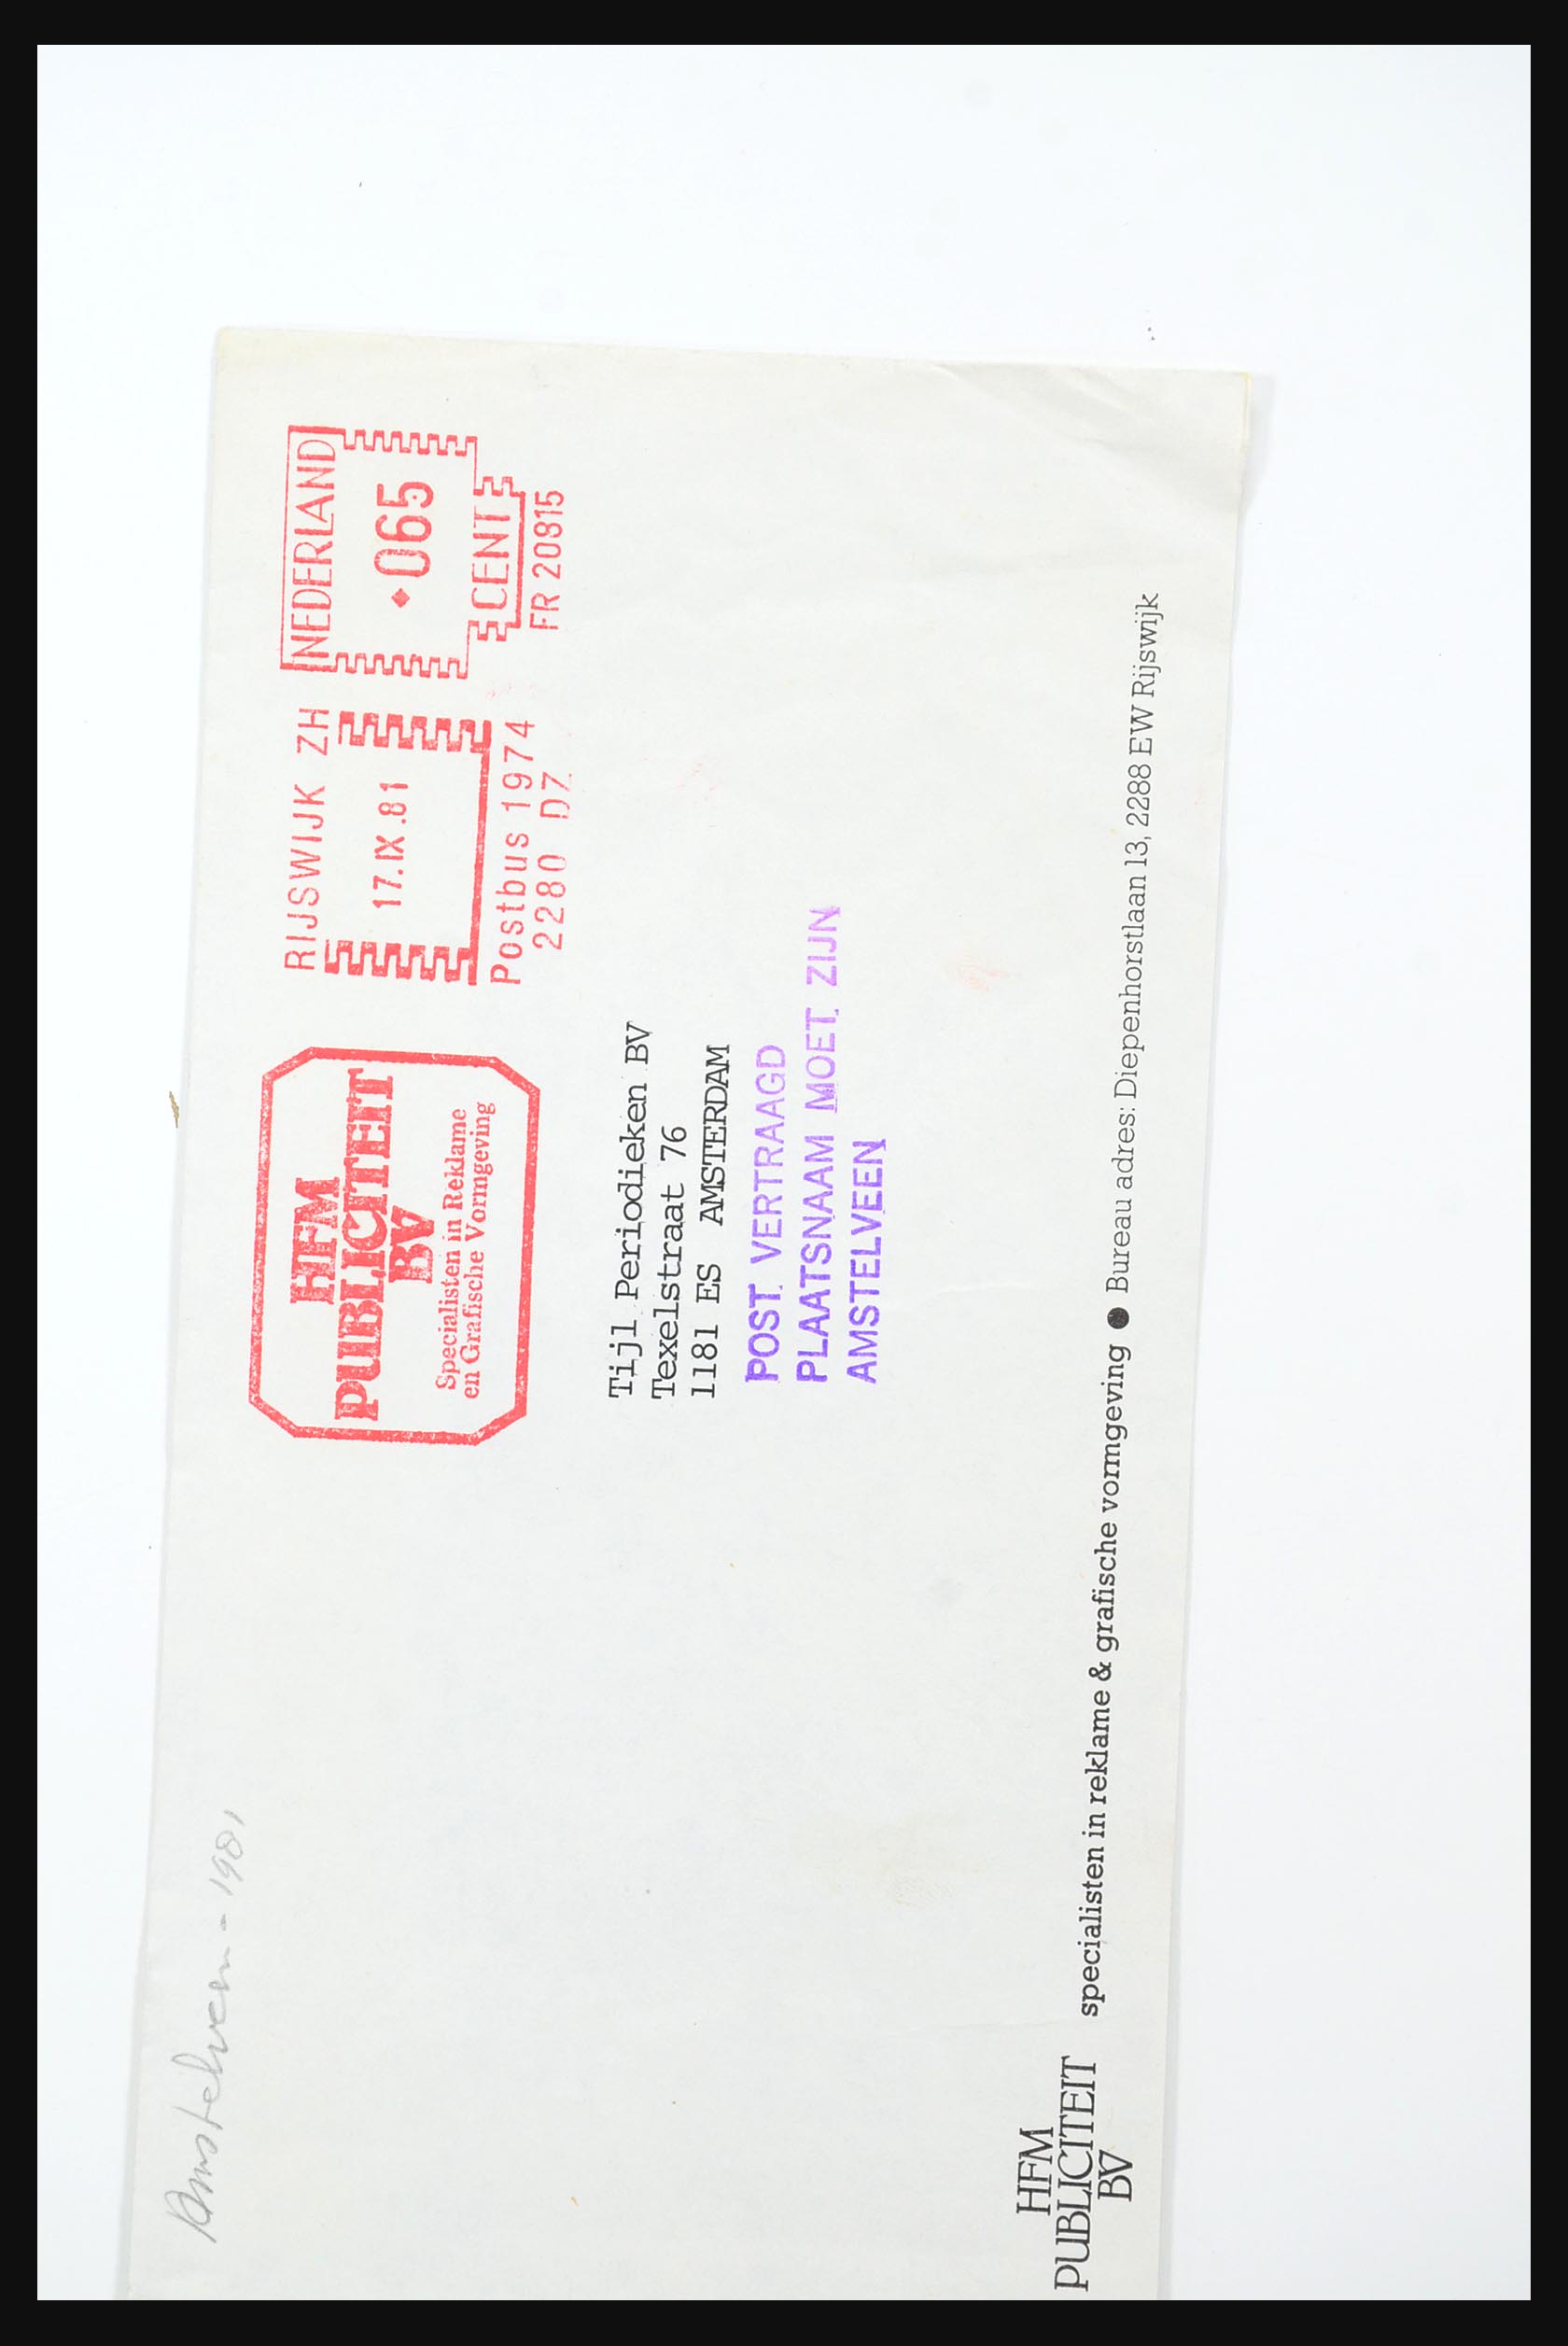 Amstelveen - 1981
HFM
PUBLICITEIT
BV
Specialisten in Reklame
en Grafische Vormgeving
RIJSWIJK ZH
17.IX.81
Postbus 1974
2280 DZ
NEDERLAND
065
CENT
FR 20815
Tijl Periodieken BV
Texelstraat 76
1181 ES AMSTERDAM
POST VERTRAAGD
PLAATSNAAM MOET ZIJN
AMSTELVEEN
HFM
PUBLICITEIT
BV
specialisten in reklame & grafische vormgeving ● Bureau adres: Diepenhorstlaan 13, 2288 EW Rijswijk